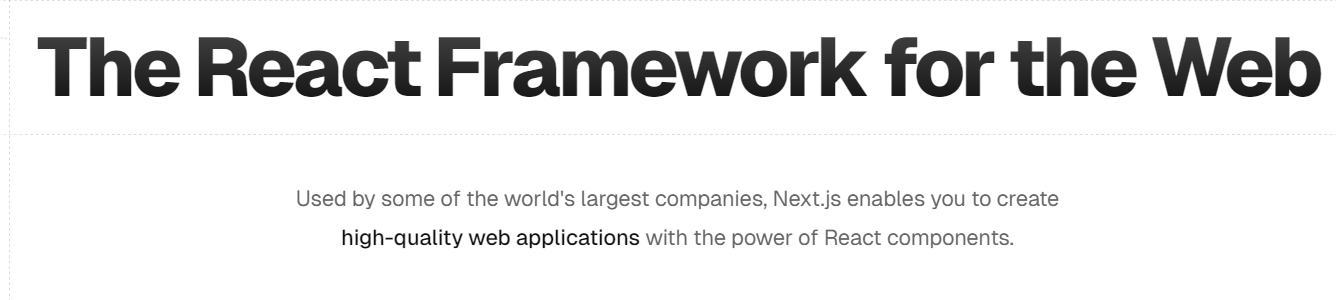 The React Framework for the Web
Used by some of the world's largest companies, Next.js enables you to create
high-quality web applications with the power of React components.